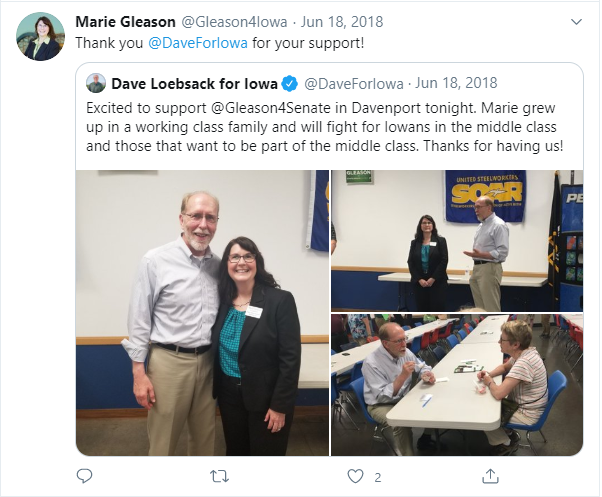 Marie Gleason @Gleason4Iowa · Jun 18, 2018
Thank you @DaveForIowa for your support!
Dave Loebsack for Iowa @DaveForIowa · Jun 18, 2018
Excited to support @Gleason4Senate in Davenport tonight. Marie grew
up in a working class family and will fight for Iowans in the middle class
and those that want to be part of the middle class. Thanks for having us!
GLEASON
UNITED STEELWORKERS
SOAR
PE
2